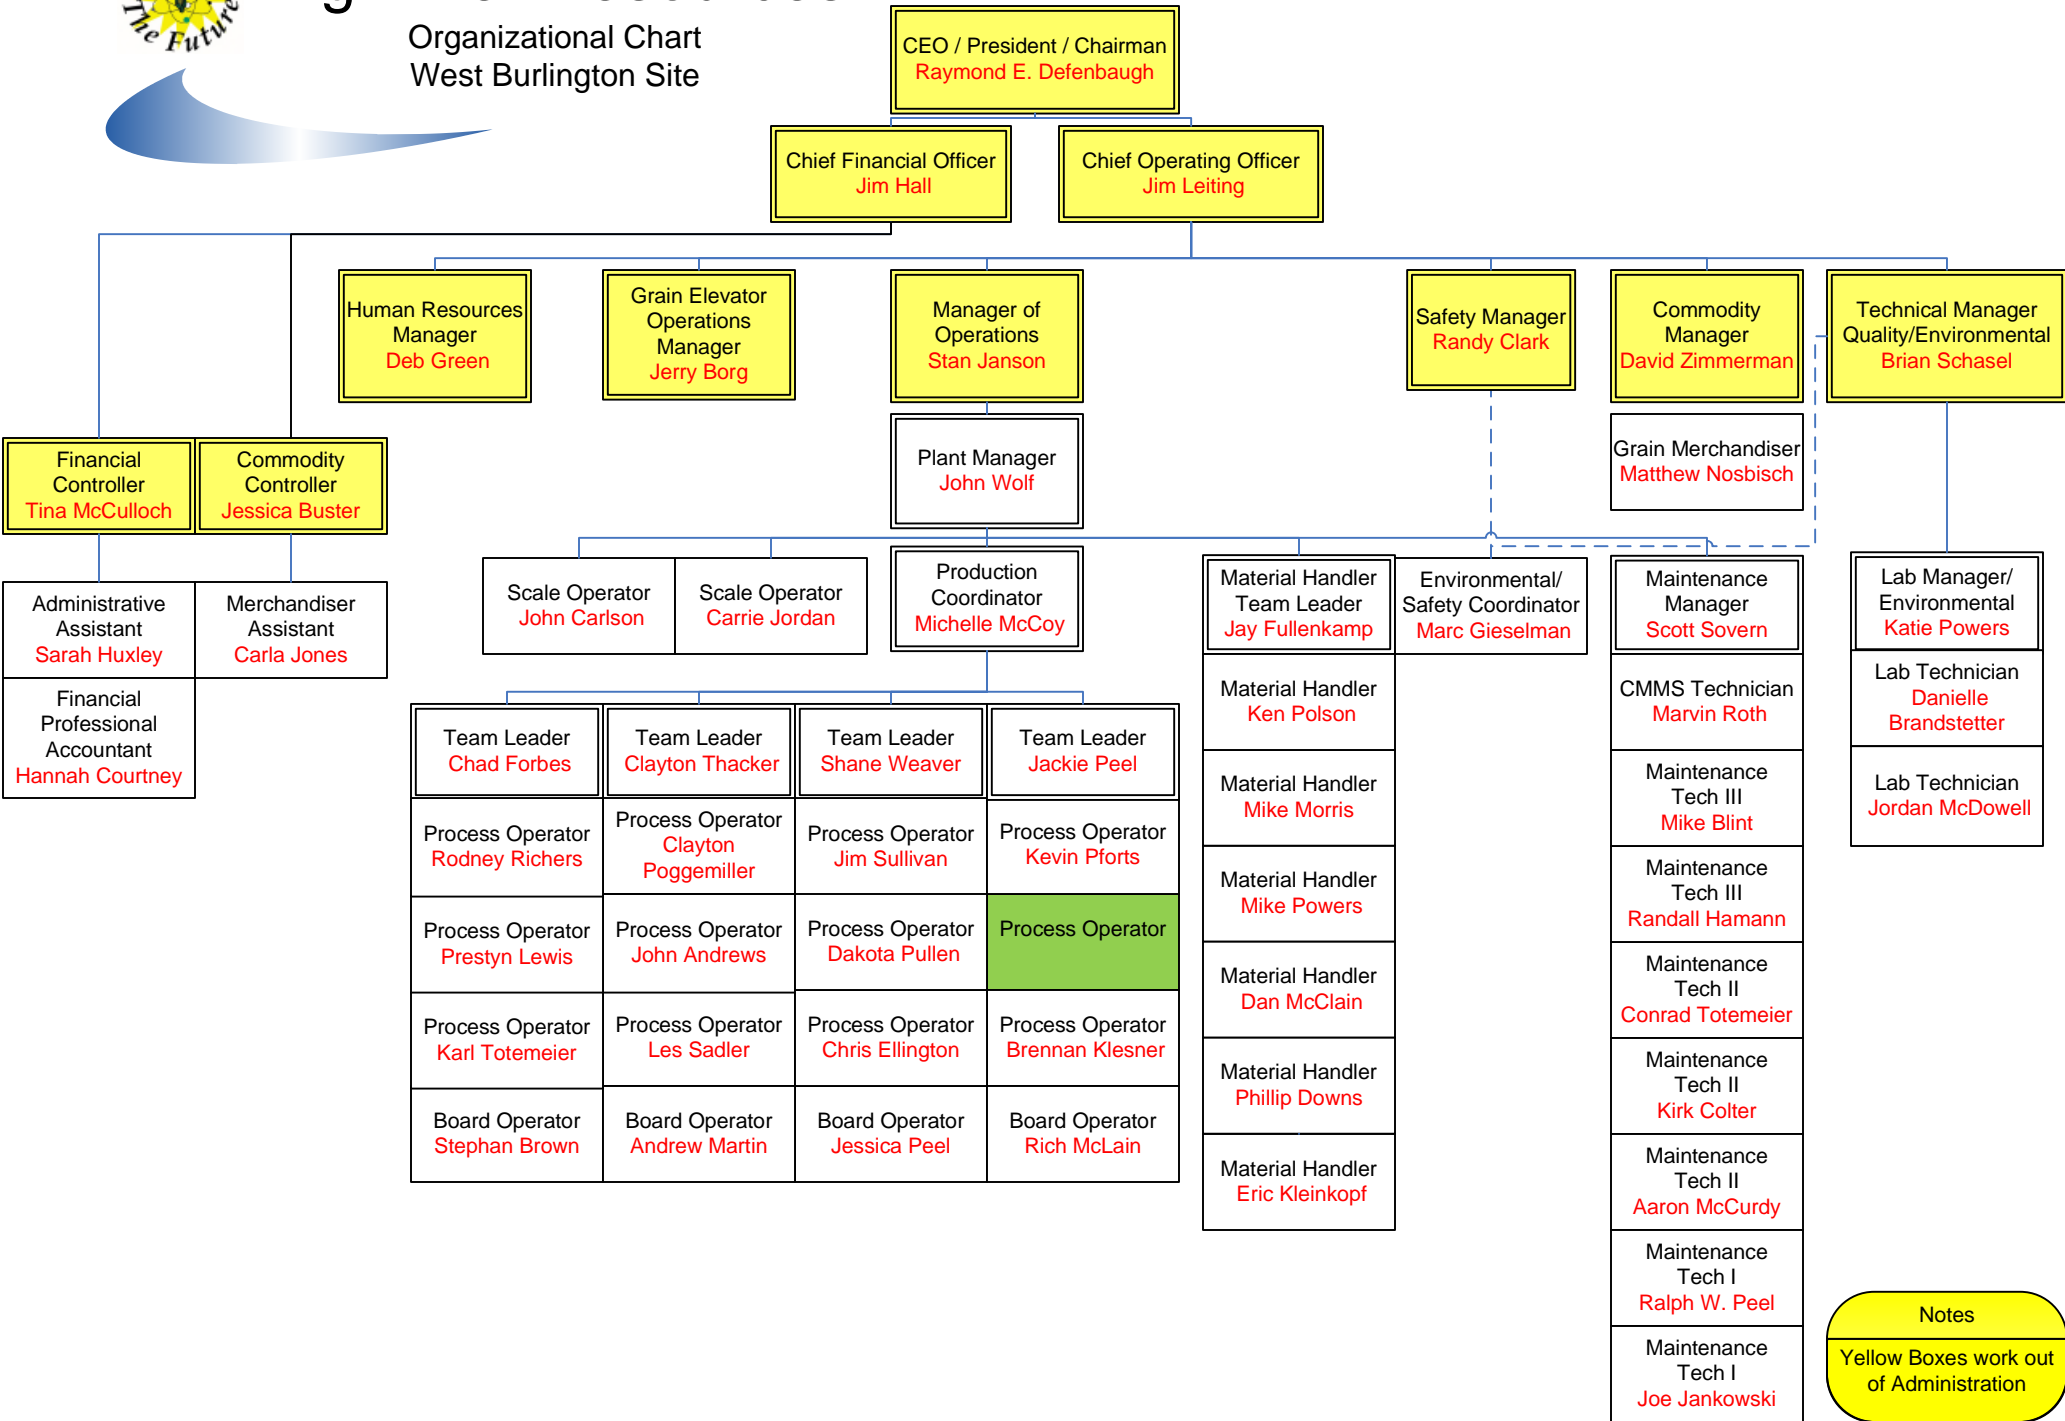 The Future
Organizational Chart
West Burlington Site
CEO / President / Chairman
Raymond E. Defenbaugh
Chief Financial Officer
Jim Hall
Chief Operating Officer
Jim Leiting
Human Resources
Manager
Deb Green
Grain Elevator
Operations
Manager
Jerry Borg
Manager of
Operations
Stan Janson
Safety Manager
Randy Clark
Commodity
Manager
David Zimmerman
Technical Manager
Quality/Environmental
Brian Schasel
Plant Manager
John Wolf
Grain Merchandiser
Matthew Nosbisch
Financial
Controller
Tina McCulloch
Commodity
Controller
Jessica Buster
Administrative
Assistant
Sarah Huxley
Merchandiser
Assistant
Carla Jones
Financial
Professional
Accountant
Hannah Courtney
Scale Operator
John Carlson
Scale Operator
Carrie Jordan
Production
Coordinator
Michelle McCoy
Material Handler
Team Leader
Jay Fullenkamp
Environmental/
Safety Coordinator
Marc Gieselman
Maintenance
Manager
Scott Sovern
Lab Manager/
Environmental
Katie Powers
Team Leader
Chad Forbes
Process Operator
Rodney Richers
Process Operator
Prestyn Lewis
Process Operator
Karl Totemeier
Board Operator
Stephan Brown
Team Leader
Clayton Thacker
Process Operator
Clayton
Poggemiller
Process Operator
John Andrews
Process Operator
Les Sadler
Board Operator
Andrew Martin
Team Leader
Shane Weaver
Process Operator
Jim Sullivan
Process Operator
Dakota Pullen
Process Operator
Chris Ellington
Board Operator
Jessica Peel
Team Leader
Jackie Peel
Process Operator
Kevin Pforts
Process Operator
Process Operator
Brennan Klesner
Board Operator
Rich McLain
Material Handler
Ken Polson
Material Handler
Mike Morris
Material Handler
Mike Powers
Material Handler
Dan McClain
Material Handler
Phillip Downs
Material Handler
Eric Kleinkopf
CMMS Technician
Marvin Roth
Maintenance
Tech III
Mike Blint
Maintenance
Tech III
Randall Hamann
Maintenance
Tech II
Conrad Totemeier
Maintenance
Tech II
Kirk Colter
Maintenance
Tech II
Aaron McCurdy
Maintenance
Tech I
Ralph W. Peel
Maintenance
Tech I
Joe Jankowski
Lab Technician
Danielle
Brandstetter
Lab Technician
Jordan McDowell
Notes
Yellow Boxes work out
of Administration